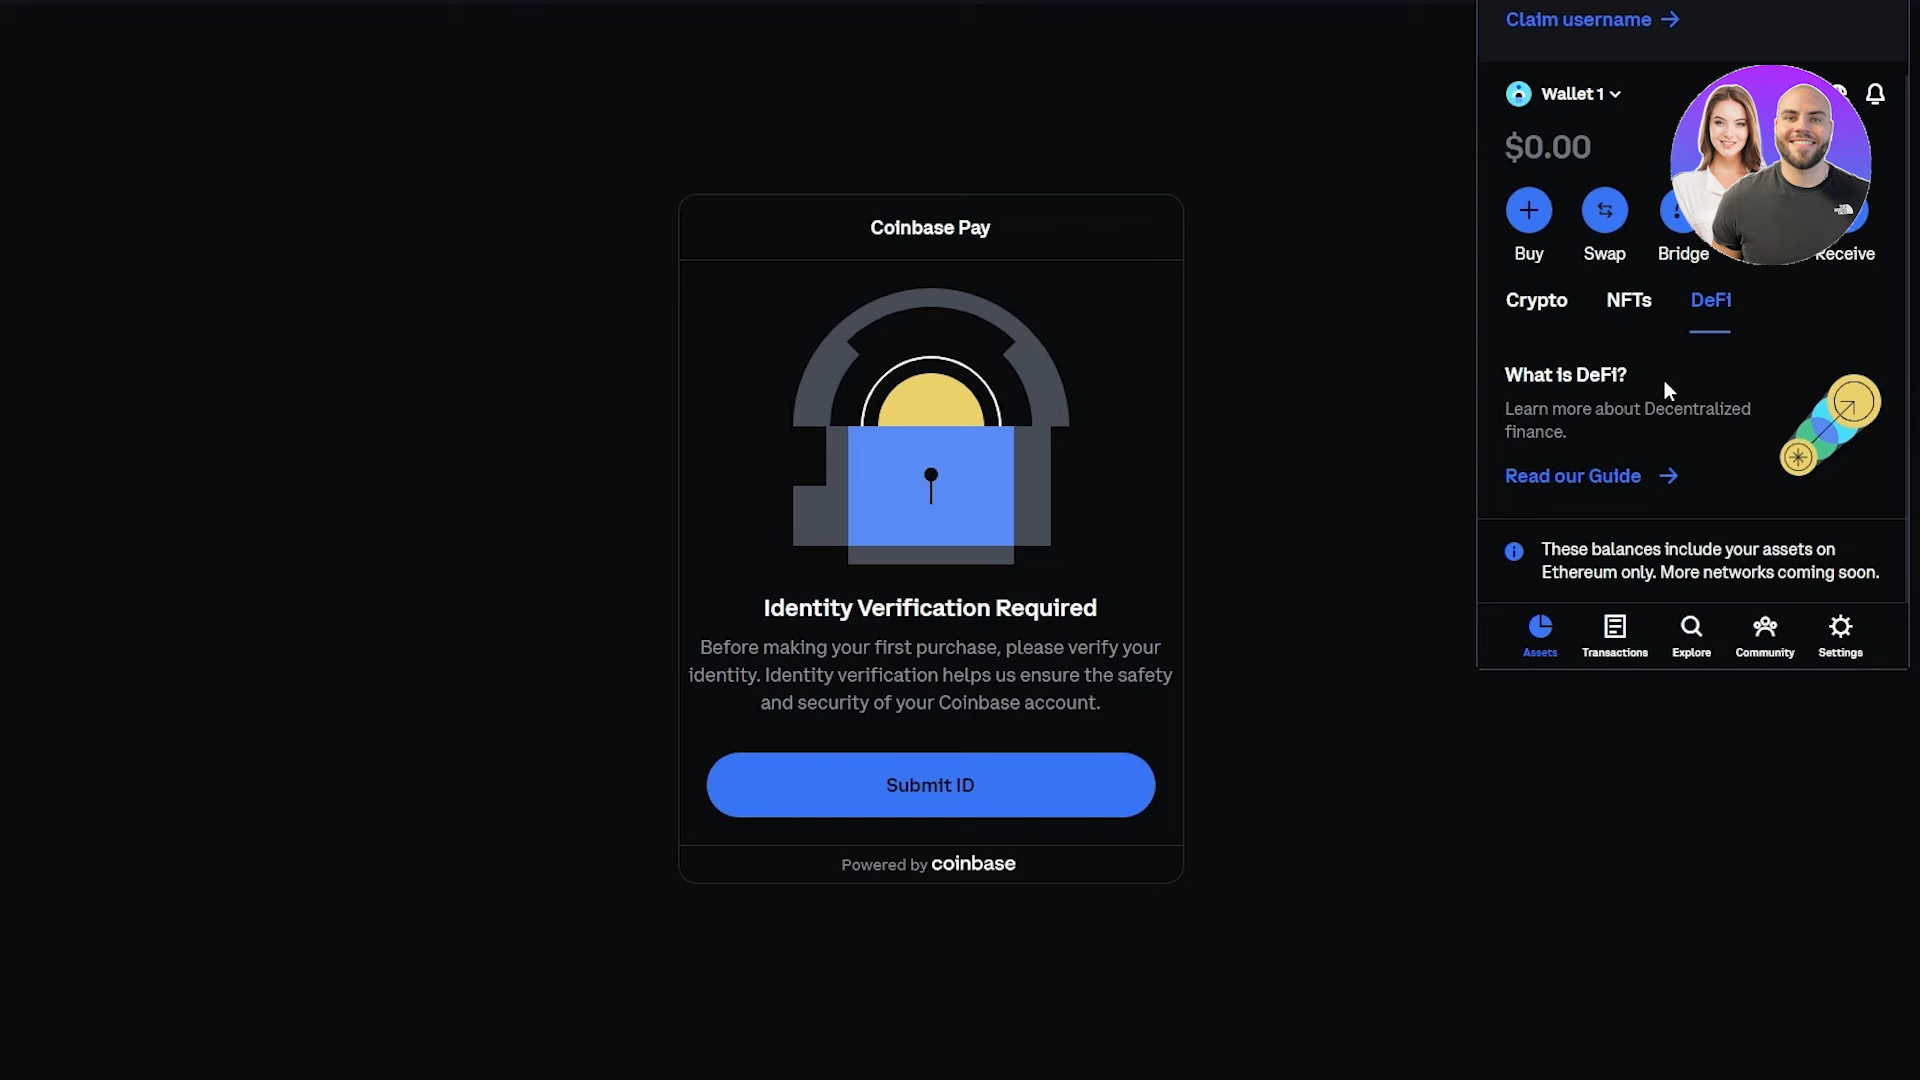 Claim username
Wallet 1
$0.00
Buy
Swap
Bridge
Receive
Crypto
NFTs
DeFi
What is DeFi?
Learn more about Decentralized
finance.
Read our Guide
These balances include your assets on
Ethereum only. More networks coming soon.
Assets
Transactions
Explore
Community
Settings
Coinbase Pay
Identity Verification Required
Before making your first purchase, please verify your
identity. Identity verification helps us ensure the safety
and security of your Coinbase account.
Submit ID
Powered by coinbase